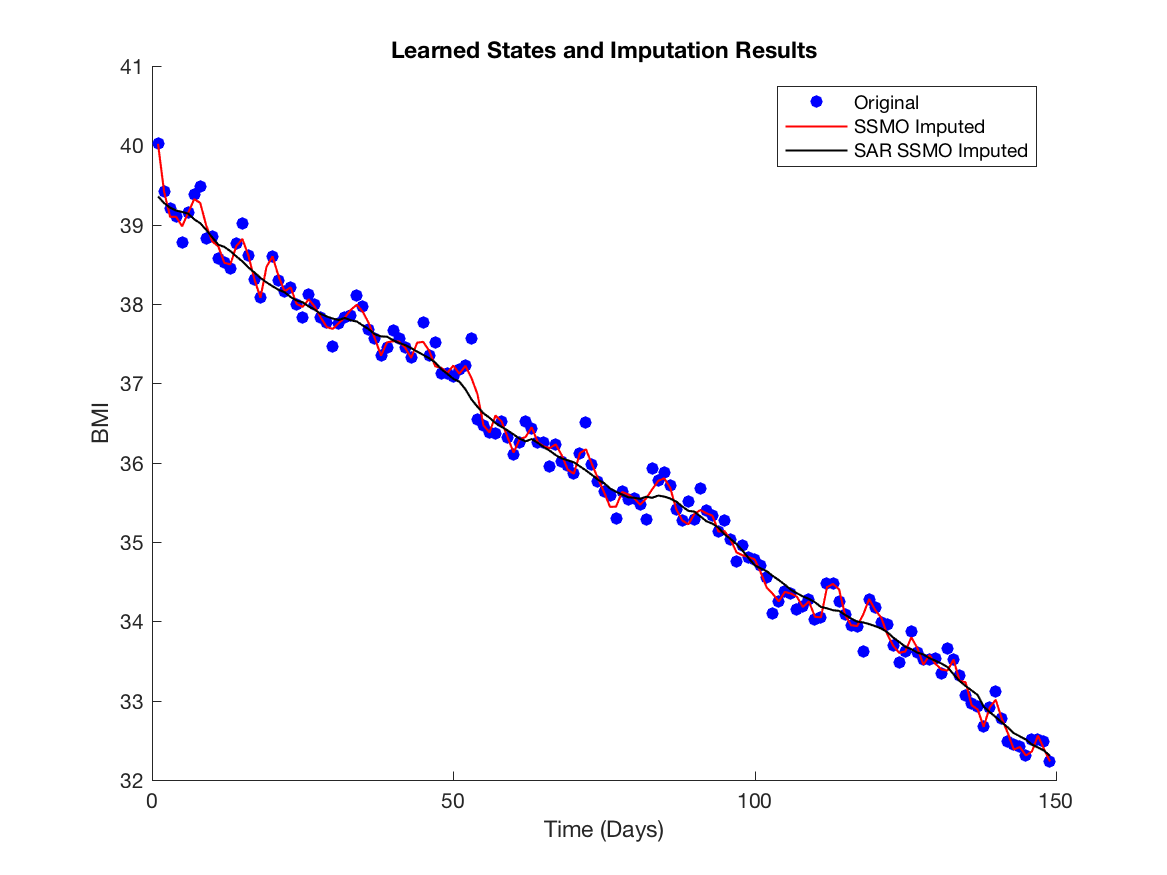 Learned States and Imputation Results
41
40
39
38
37
36
35
34
33
32
BMI
0 50 100 150
Time (Days)
Original
SSMO Imputed
SAR SSMO Imputed